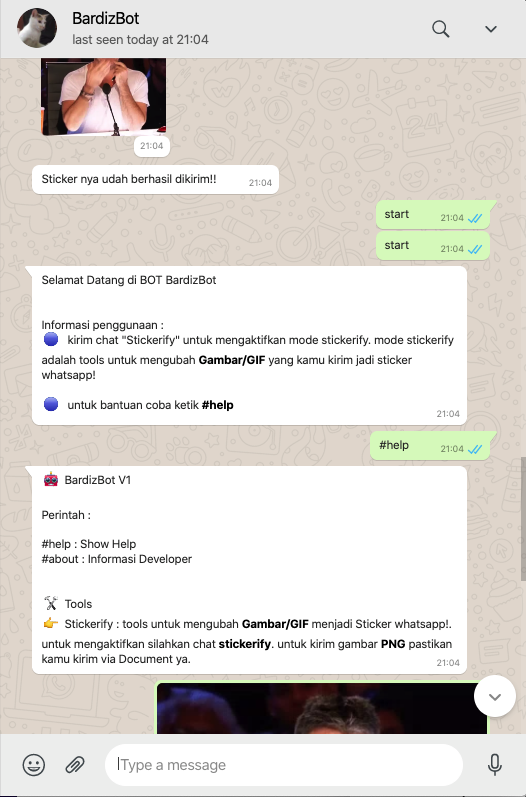 BardizBot
last seen today at 21:04
21:04
Sticker nya udah berhasil dikirim!! 21:04
start 21:04
start 21:04
Selamat Datang di BOT BardizBot
Informasi penggunaan :
kirim chat "Stickerify" untuk mengaktifkan mode stickerify. mode stickerify
adalah tools untuk mengubah Gambar/GIF yang kamu kirim jadi sticker
whatsapp!
untuk bantuan coba ketik #help
21:04
#help 21:04
BardizBot V1
Perintah :
#help : Show Help
#about : Informasi Developer
Tools
Stickerify : tools untuk mengubah Gambar/GIF menjadi Sticker whatsapp!.
untuk mengaktifkan silahkan chat stickerify. untuk kirim gambar PNG pastikan
kamu kirim via Document ya. 21:04
Type a message